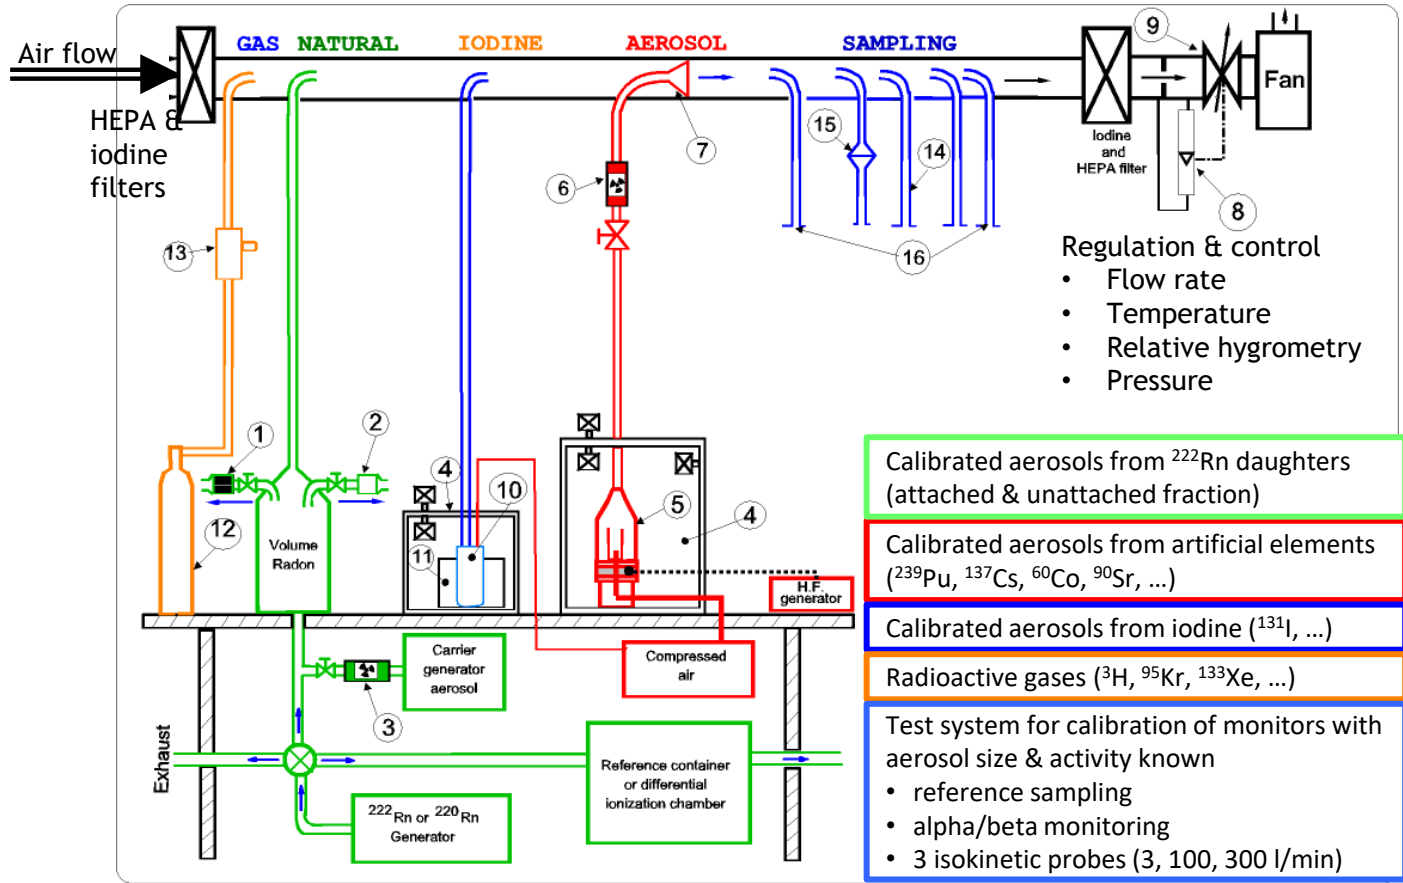 GAS NATURAL IODINE AEROSOL SAMPLING
Air flow
HEPA &
iodine
filters
9
Fan
Iodine
and
HEPA filter
8
15
14
7
6
16
13
Regulation & control
• Flow rate
• Temperature
• Relative hygrometry
• Pressure
1
2
4
10
5
4
12
11
Volume
Radon
H.F.
generator
Carrier
generator
aerosol
Compressed
air
3
Exhaust
Reference container
or differential
ionization chamber
²²²Rn or ²²⁰Rn
Generator
Calibrated aerosols from ²²²Rn daughters
(attached & unattached fraction)
Calibrated aerosols from artificial elements
(²³⁹Pu, ¹³⁷Cs, ⁶⁰Co, ⁹⁰Sr, …)
Calibrated aerosols from iodine (¹³¹I, …)
Radioactive gases (³H, ⁹⁵Kr, ¹³³Xe, …)
Test system for calibration of monitors with
aerosol size & activity known
• reference sampling
• alpha/beta monitoring
• 3 isokinetic probes (3, 100, 300 l/min)